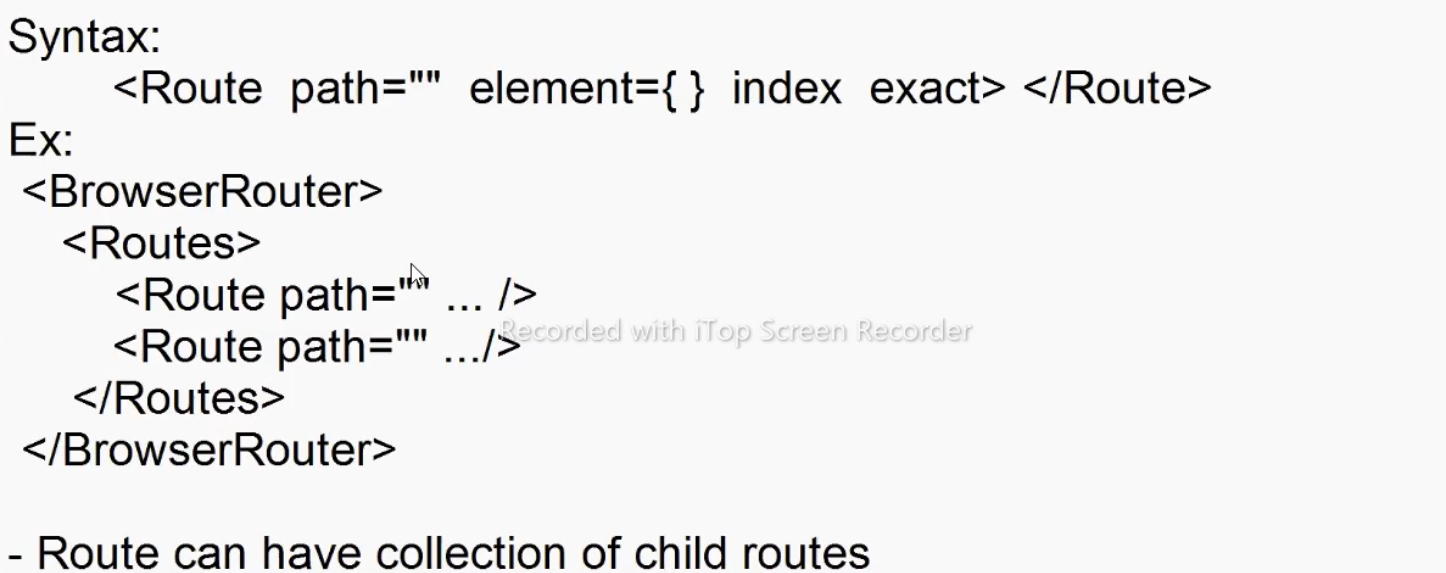 Syntax:
<Route path="" element={ } index exact> </Route>
Ex:
<BrowserRouter>
<Routes>
<Route path="" ... />
Recorded with iTop Screen Recorder
<Route path="" .../>
</Routes>
</BrowserRouter>
- Route can have collection of child routes